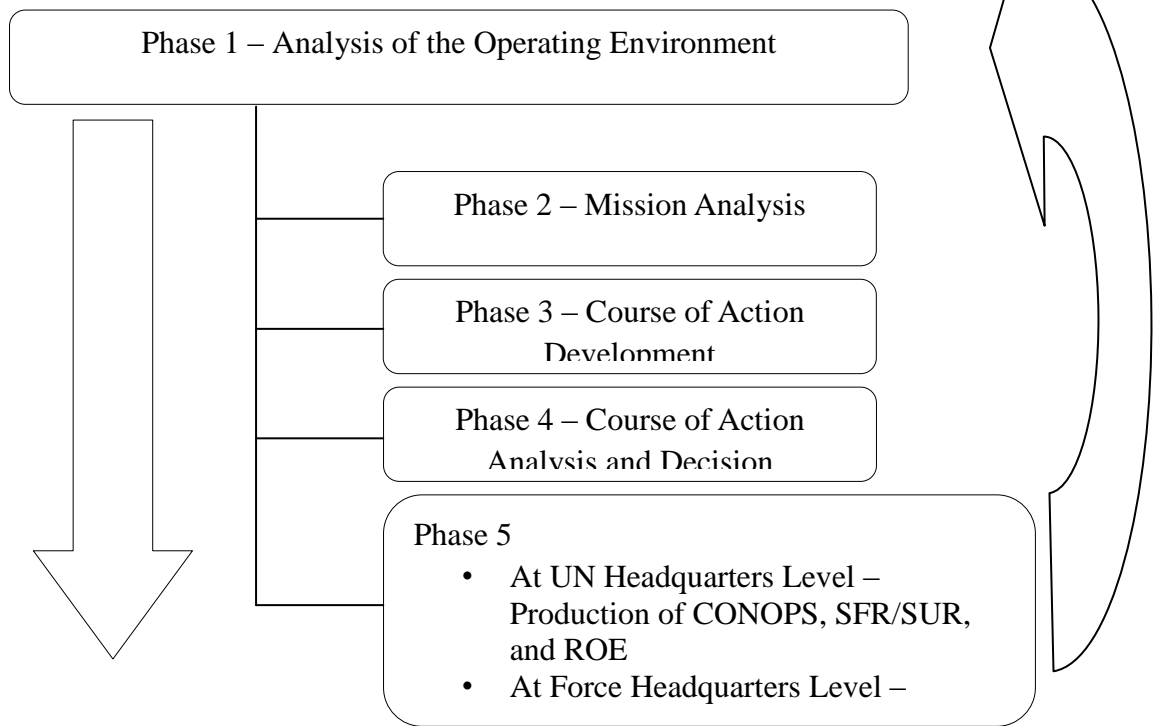 Phase 1 – Analysis of the Operating Environment
Phase 2 – Mission Analysis
Phase 3 – Course of Action
Development
Phase 4 – Course of Action
Analysis and Decision
Phase 5
• At UN Headquarters Level –
Production of CONOPS, SFR/SUR,
and ROE
• At Force Headquarters Level –